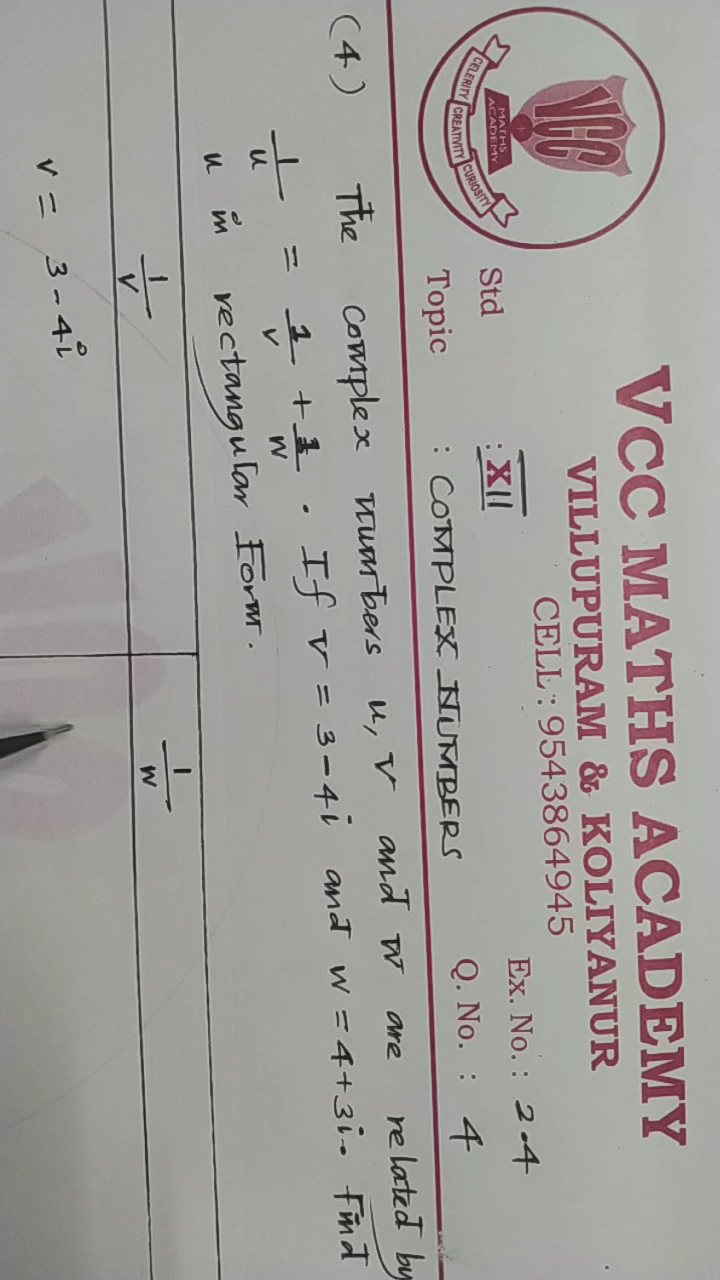 VCC MATHS ACADEMY
VILLUPURAM & KOLIYANUR
CELL : 9543864945
VCC
MATHS
ACADEMY
CELERITY CREATIVITY CURIOSITY
Std : XII Ex. No. : 2.4
Topic : COMPLEX NUMBERS Q. No. : 4
(4) The complex numbers u, v and w are related by
1/u = 1/v + 1/w . If v = 3-4i and w = 4+3i. Find
u in rectangular Form.
1/v 1/w
v = 3-4i